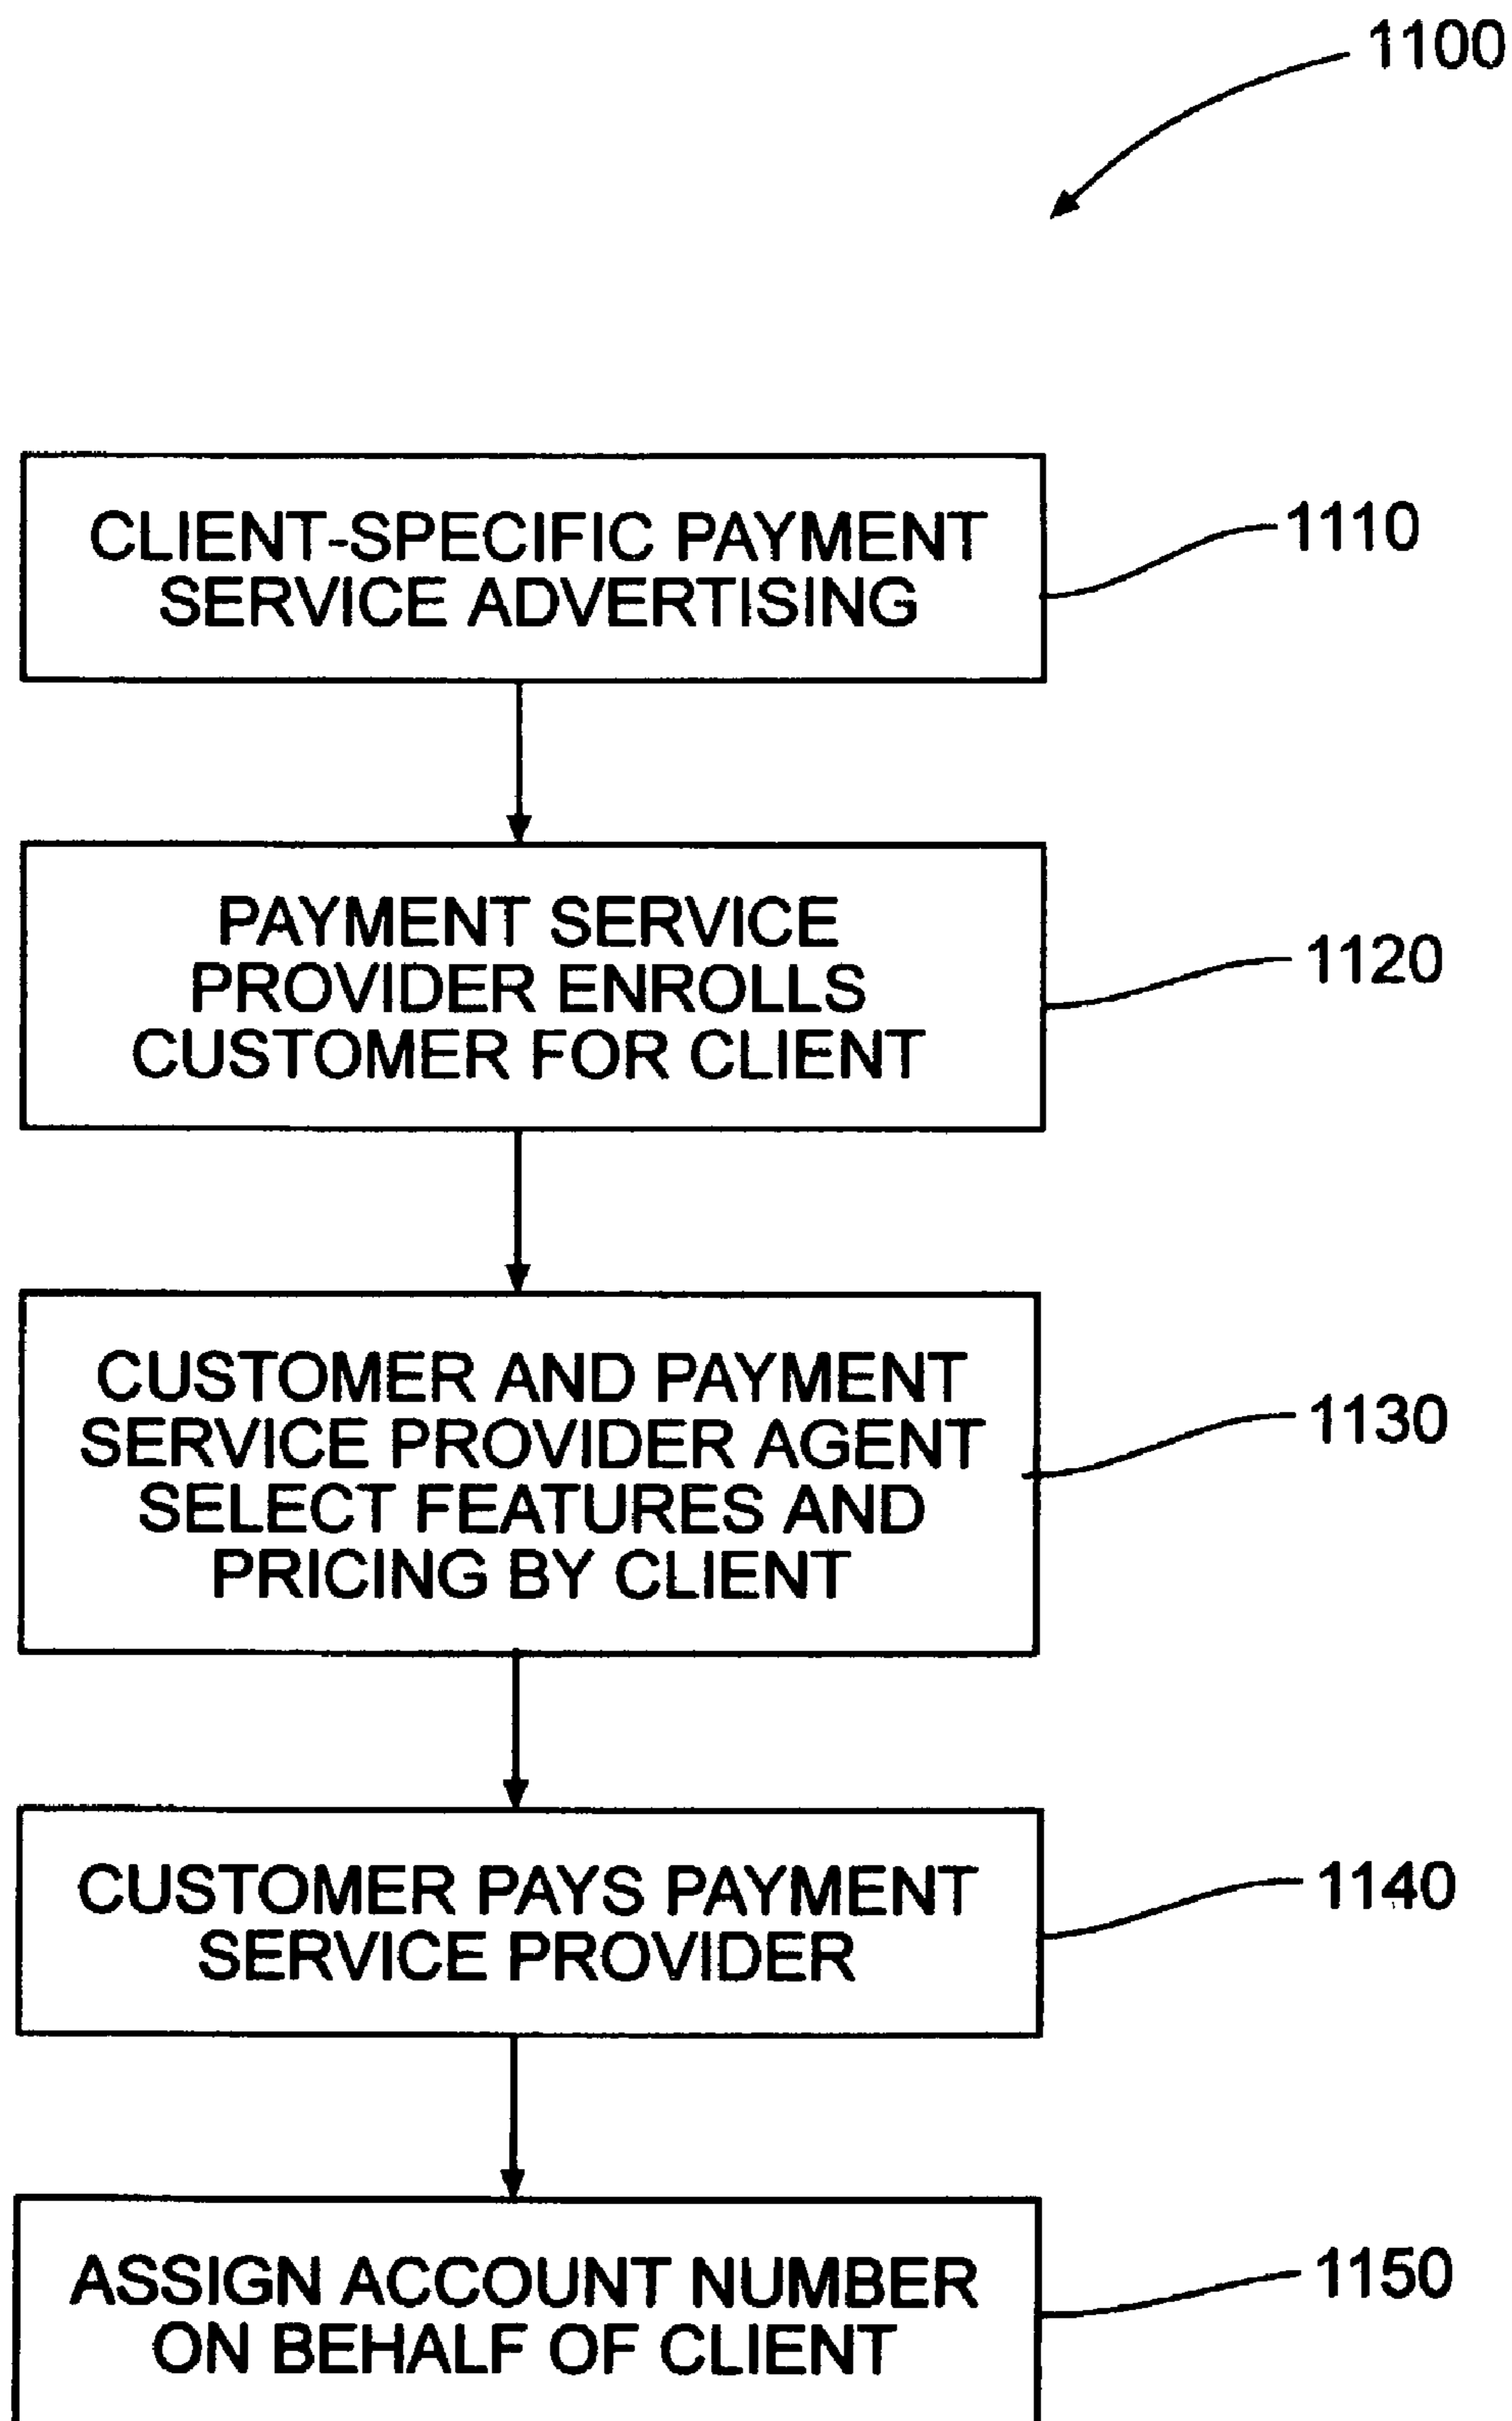 1100
CLIENT-SPECIFIC PAYMENT
SERVICE ADVERTISING
1110
PAYMENT SERVICE
PROVIDER ENROLLS
CUSTOMER FOR CLIENT
1120
CUSTOMER AND PAYMENT
SERVICE PROVIDER AGENT
SELECT FEATURES AND
PRICING BY CLIENT
1130
CUSTOMER PAYS PAYMENT
SERVICE PROVIDER
1140
ASSIGN ACCOUNT NUMBER
ON BEHALF OF CLIENT
1150